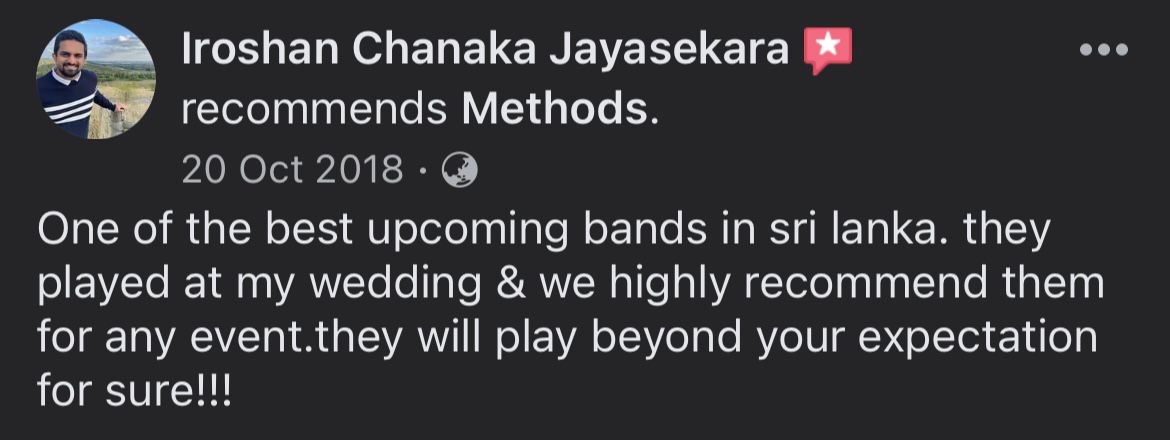 Iroshan Chanaka Jayasekara
recommends Methods.
20 Oct 2018 ·
One of the best upcoming bands in sri lanka. they
played at my wedding & we highly recommend them
for any event.they will play beyond your expectation
for sure!!!